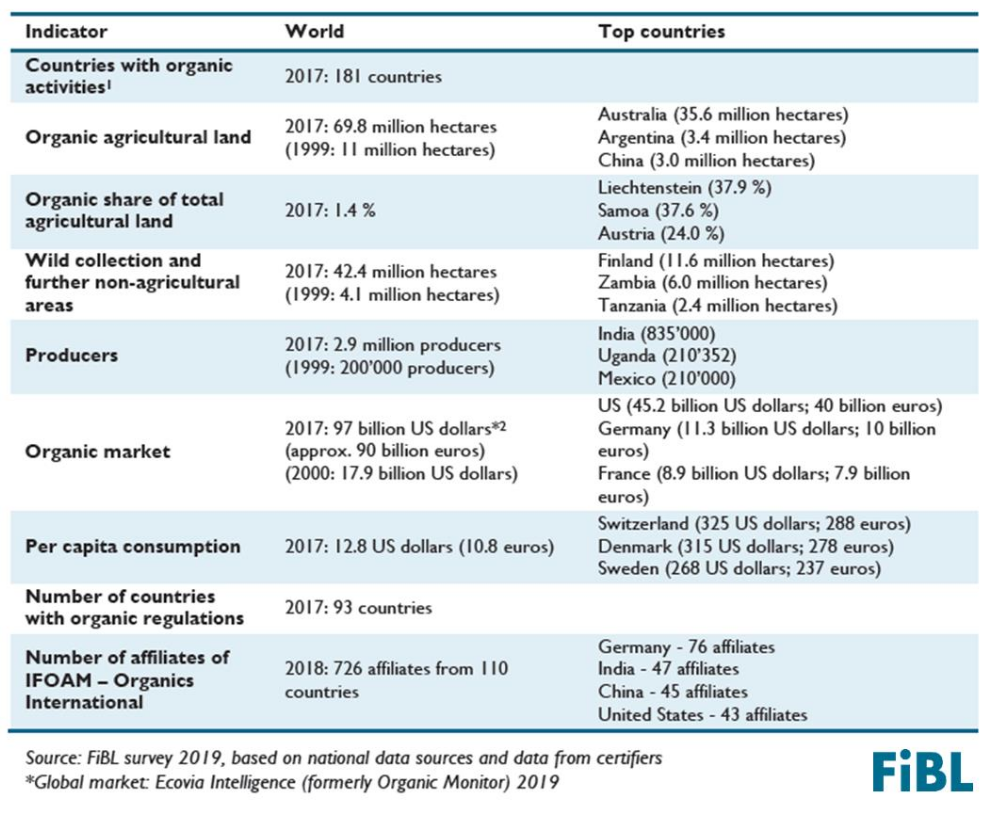 Indicator World Top countries
Countries with organic
activities¹
2017: 181 countries
Organic agricultural land
2017: 69.8 million hectares
(1999: 11 million hectares)
Australia (35.6 million hectares)
Argentina (3.4 million hectares)
China (3.0 million hectares)
Organic share of total
agricultural land
2017: 1.4 %
Liechtenstein (37.9 %)
Samoa (37.6 %)
Austria (24.0 %)
Wild collection and
further non-agricultural
areas
2017: 42.4 million hectares
(1999: 4.1 million hectares)
Finland (11.6 million hectares)
Zambia (6.0 million hectares)
Tanzania (2.4 million hectares)
Producers
2017: 2.9 million producers
(1999: 200’000 producers)
India (835’000)
Uganda (210’352)
Mexico (210’000)
Organic market
2017: 97 billion US dollars*²
(approx. 90 billion euros)
(2000: 17.9 billion US dollars)
US (45.2 billion US dollars; 40 billion euros)
Germany (11.3 billion US dollars; 10 billion
euros)
France (8.9 billion US dollars; 7.9 billion
euros)
Per capita consumption
2017: 12.8 US dollars (10.8 euros)
Switzerland (325 US dollars; 288 euros)
Denmark (315 US dollars; 278 euros)
Sweden (268 US dollars; 237 euros)
Number of countries
with organic regulations
2017: 93 countries
Number of affiliates of
IFOAM – Organics
International
2018: 726 affiliates from 110
countries
Germany - 76 affiliates
India - 47 affiliates
China - 45 affiliates
United States - 43 affiliates
Source: FiBL survey 2019, based on national data sources and data from certifiers
*Global market: Ecovia Intelligence (formerly Organic Monitor) 2019
FiBL